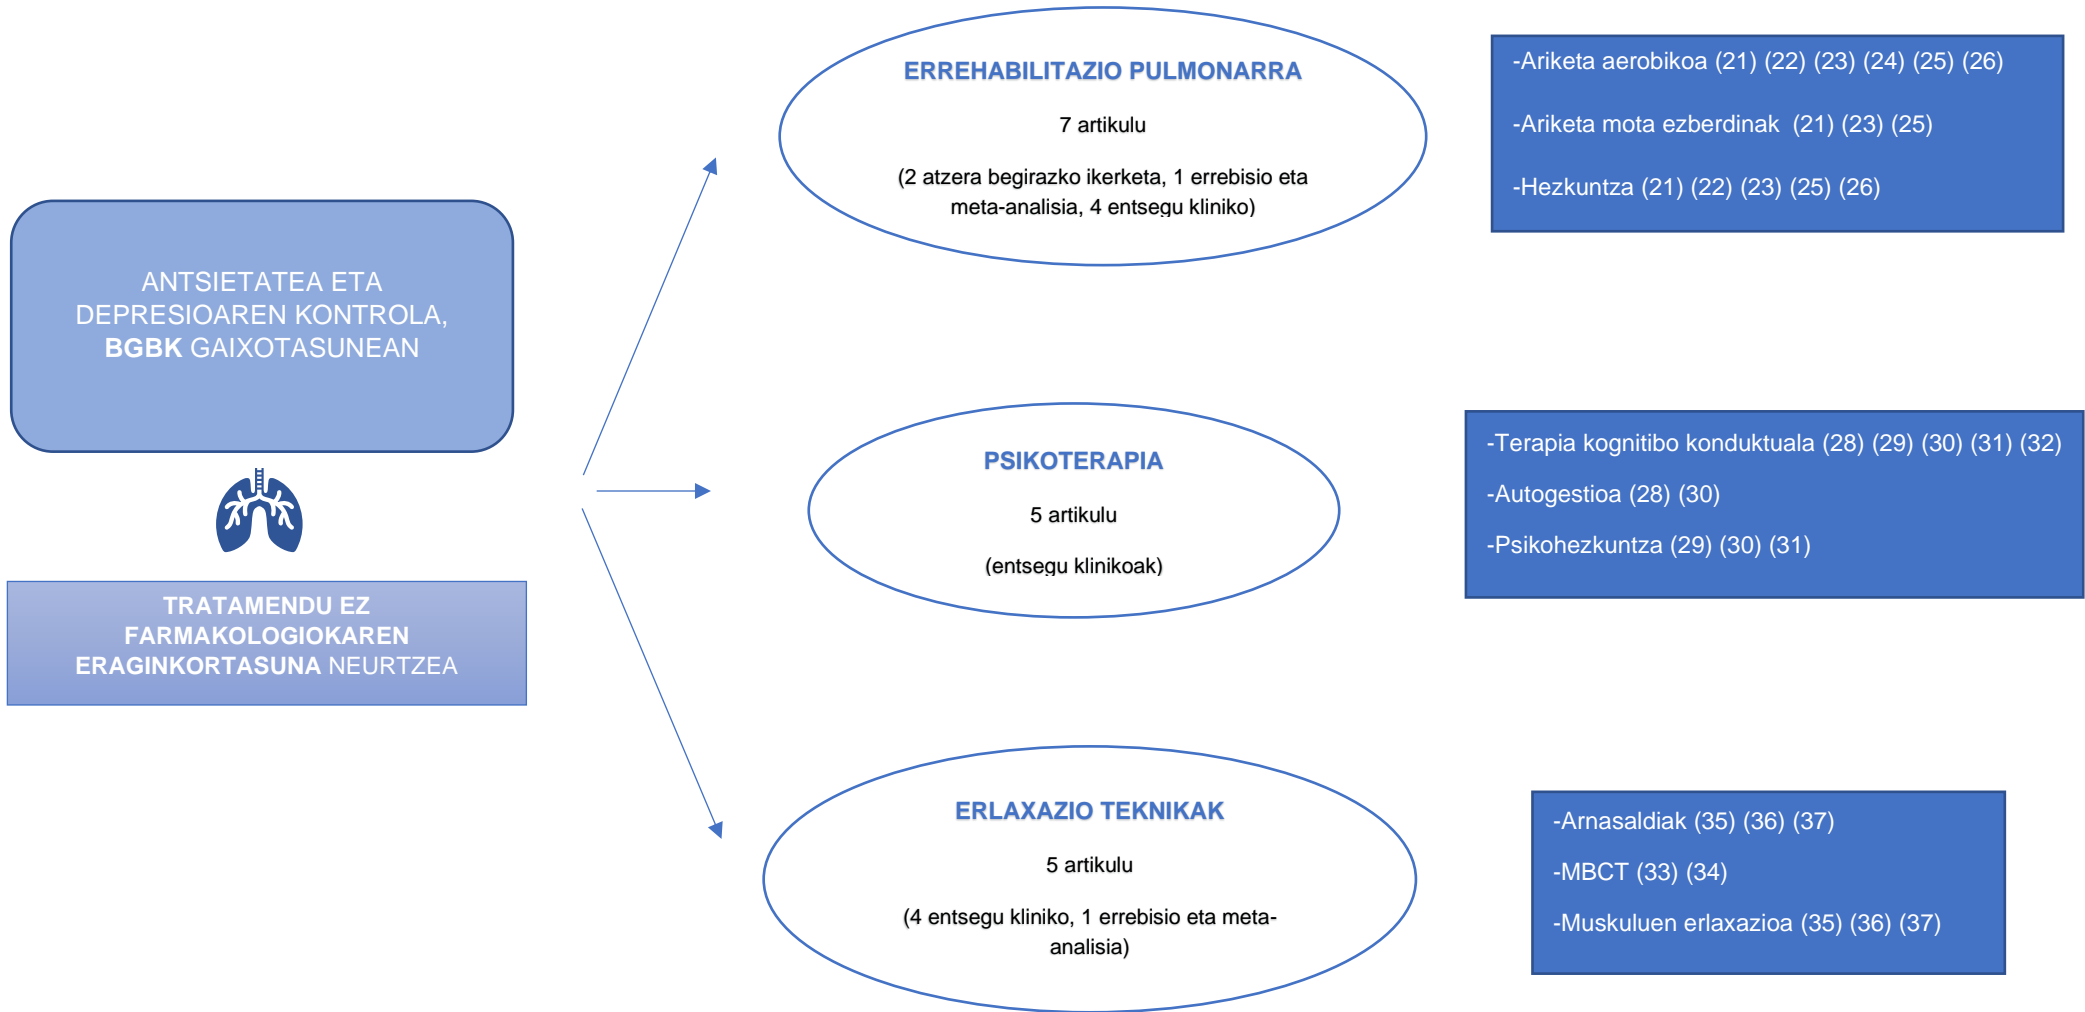 ANTSIETATEA ETA
DEPRESIOAREN KONTROLA,
BGBK GAIXOTASUNEAN
TRATAMENDU EZ
FARMAKOLOGIOKAREN
ERAGINKORTASUNA NEURTZEA
ERREHABILITAZIO PULMONARRA
7 artikulu
(2 atzera begirazko ikerketa, 1 errebisio eta
meta-analisia, 4 entsegu kliniko)
-Ariketa aerobikoa (21) (22) (23) (24) (25) (26)
-Ariketa mota ezberdinak (21) (23) (25)
-Hezkuntza (21) (22) (23) (25) (26)
PSIKOTERAPIA
5 artikulu
(entsegu klinikoak)
-Terapia kognitibo konduktuala (28) (29) (30) (31) (32)
-Autogestioa (28) (30)
-Psikohezkuntza (29) (30) (31)
ERLAXAZIO TEKNIKAK
5 artikulu
(4 entsegu kliniko, 1 errebisio eta meta-
analisia)
-Arnasaldiak (35) (36) (37)
-MBCT (33) (34)
-Muskuluen erlaxazioa (35) (36) (37)